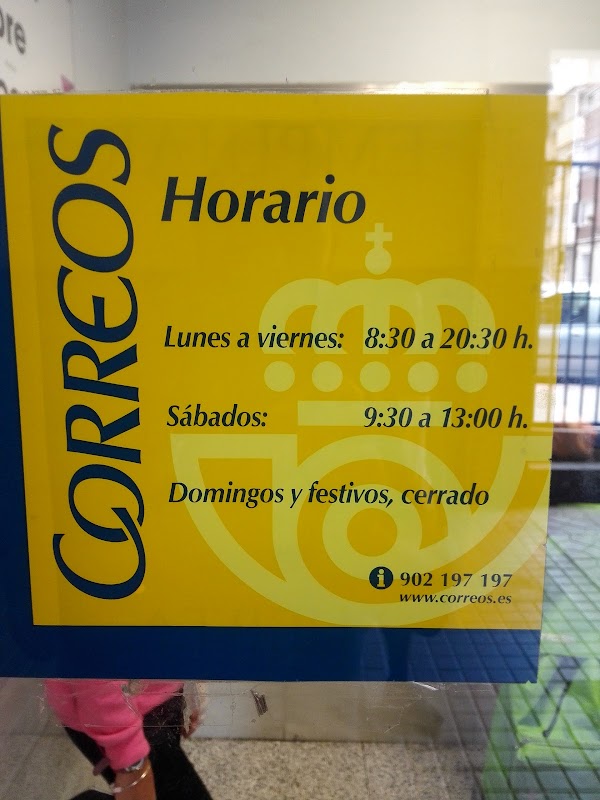 CORREOS
Horario
Lunes a viernes: 8:30 a 20:30 h.
Sábados: 9:30 a 13:00 h.
Domingos y festivos, cerrado
i 902 197 197
www.correos.es